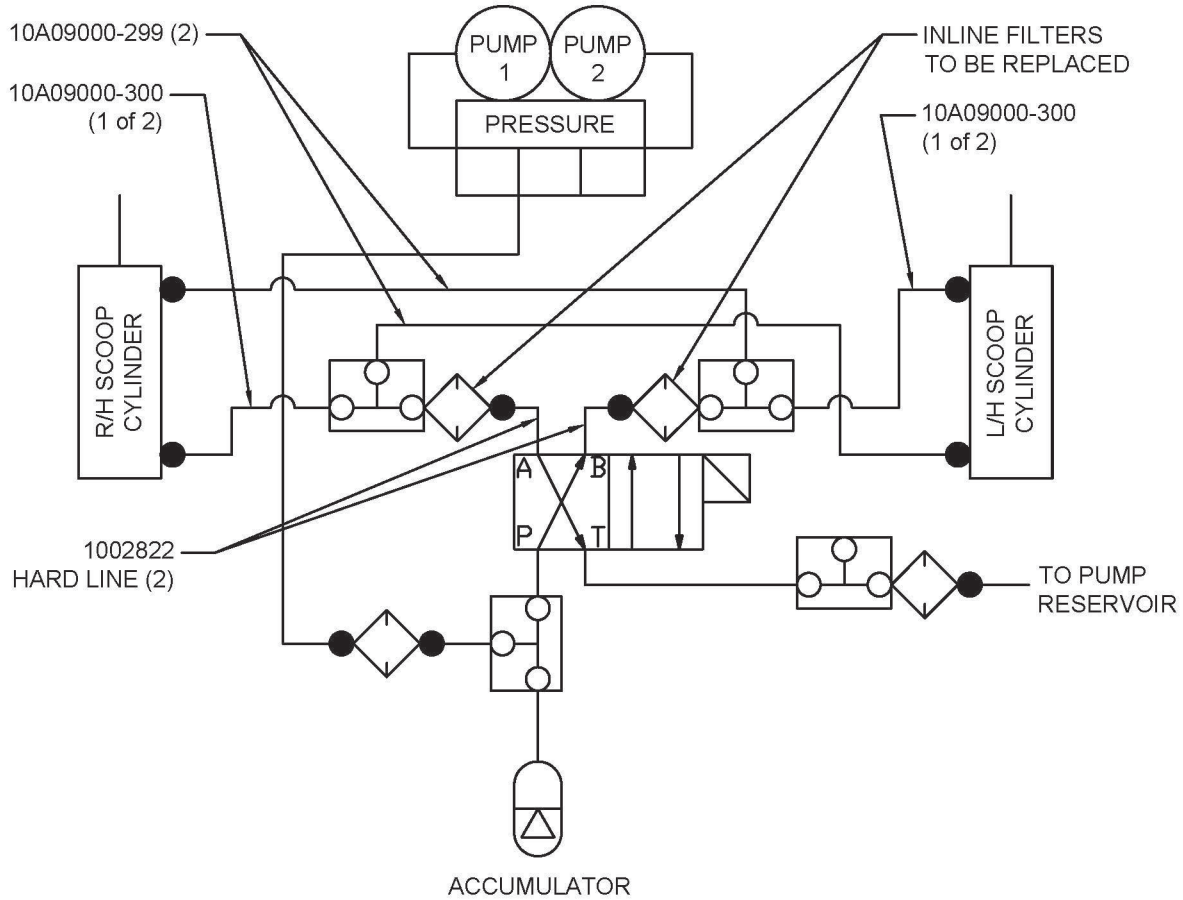 10A09000-299 (2)
10A09000-300
(1 of 2)
PUMP
1
PUMP
2
PRESSURE
INLINE FILTERS
TO BE REPLACED
10A09000-300
(1 of 2)
R/H SCOOP
CYLINDER
L/H SCOOP
CYLINDER
A
B
P
T
1002822
HARD LINE (2)
TO PUMP
RESERVOIR
ACCUMULATOR